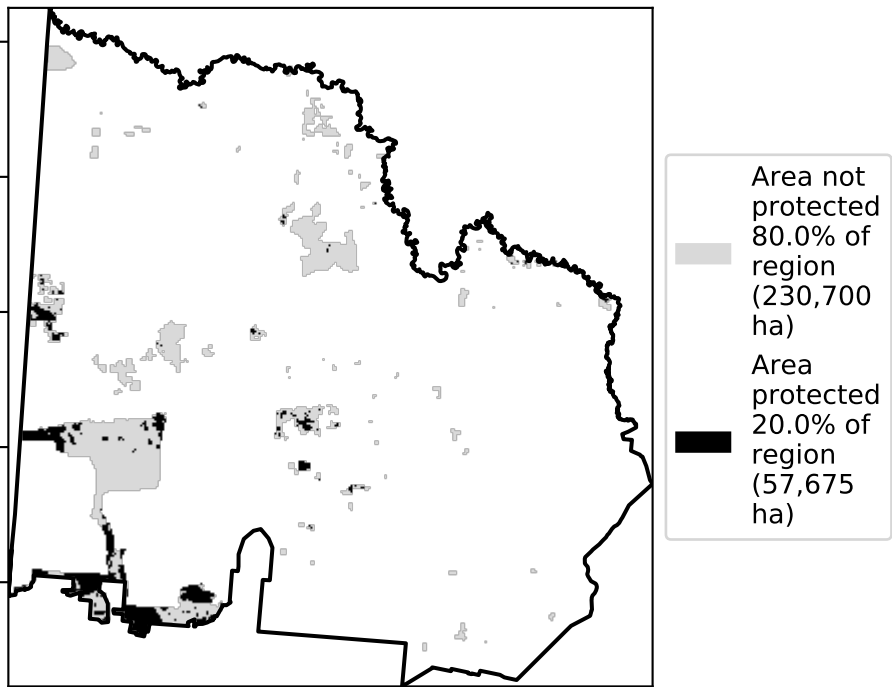 Area not
protected
80.0% of
region
(230,700
ha)
Area
protected
20.0% of
region
(57,675
ha)